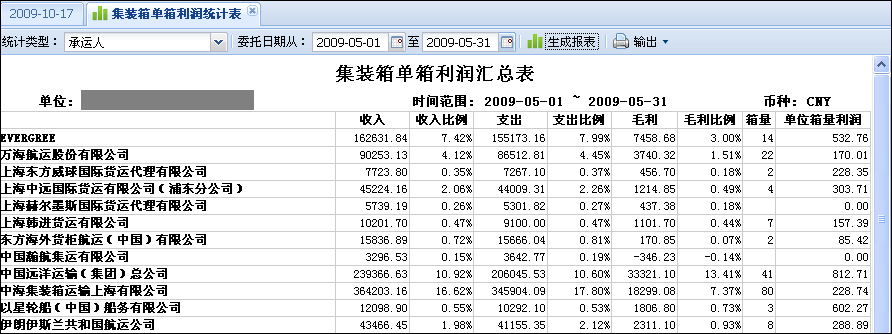 2009-10-17 集装箱单箱利润统计表
统计类型： 承运人 委托日期从： 2009-05-01 至 2009-05-31 生成报表 输出
集装箱单箱利润汇总表
单位： 时间范围： 2009-05-01 ~ 2009-05-31 币种： CNY
收入 收入比例 支出 支出比例 毛利 毛利比例 箱量 单位箱量利润
EVERGREE 162631.84 7.42% 155173.16 7.99% 7458.68 3.00% 14 532.76
万海航运股份有限公司 90253.13 4.12% 86512.81 4.45% 3740.32 1.51% 22 170.01
上海东方威球国际货运代理有限公司 7723.80 0.35% 7267.10 0.37% 456.70 0.18% 2 228.35
上海中远国际货运有限公司（浦东分公司） 45224.16 2.06% 44009.31 2.26% 1214.85 0.49% 4 303.71
上海赫尔墨斯国际货运代理有限公司 5739.19 0.26% 5301.82 0.27% 437.38 0.18% 0.00
上海韩进货运有限公司 10201.70 0.47% 9100.00 0.47% 1101.70 0.44% 7 157.39
东方海外货柜航运（中国）有限公司 15836.89 0.72% 15666.04 0.81% 170.85 0.07% 2 85.42
中国瀚航集运有限公司 3296.53 0.15% 3642.77 0.19% -346.23 -0.14% 0.00
中国远洋运输（集团）总公司 239366.63 10.92% 206045.53 10.60% 33321.10 13.41% 41 812.71
中海集装箱运输上海有限公司 364203.16 16.62% 345904.09 17.80% 18299.08 7.37% 80 228.74
以星轮船（中国）船务有限公司 12098.90 0.55% 10292.10 0.53% 1806.80 0.73% 3 602.27
伊朗伊斯兰共和国航运公司 43466.45 1.98% 41155.35 2.12% 2311.10 0.93% 8 288.89